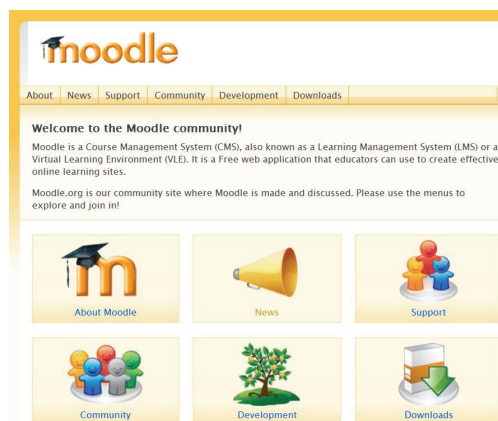 moodle
About News Support Community Development Downloads
Welcome to the Moodle community!
Moodle is a Course Management System (CMS), also known as a Learning Management System (LMS) or a
Virtual Learning Environment (VLE). It is a Free web application that educators can use to create effective
online learning sites.
Moodle.org is our community site where Moodle is made and discussed. Please use the menus to
explore and join in!
m
About Moodle News Support
Community Development Downloads